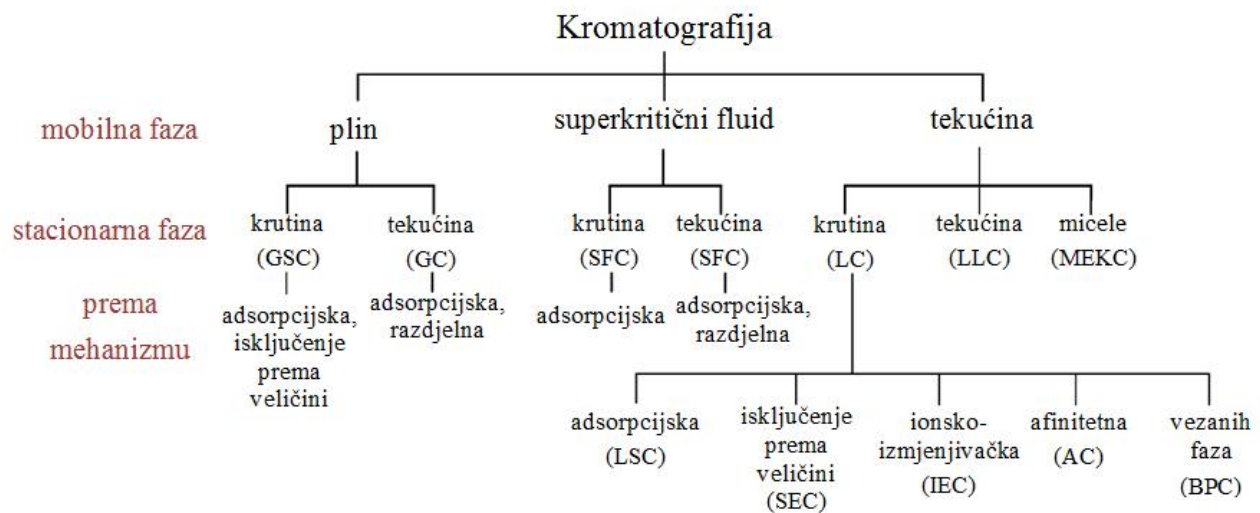 Kromatografija
mobilna faza
plin
superkritični fluid
tekućina
stacionarna faza
krutina
(GSC)
tekućina
(GC)
krutina
(SFC)
tekućina
(SFC)
krutina
(LC)
tekućina
(LLC)
micele
(MEKC)
prema
mehanizmu
adsorpcijska,
isključenje
prema
veličini
adsorpcijska,
razdjelna
adsorpcijska
adsorpcijska,
razdjelna
adsorpcijska
(LSC)
isključenje
prema
veličini
(SEC)
ionsko-
izmjenjivačka
(IEC)
afinitetna
(AC)
vezanih
faza
(BPC)